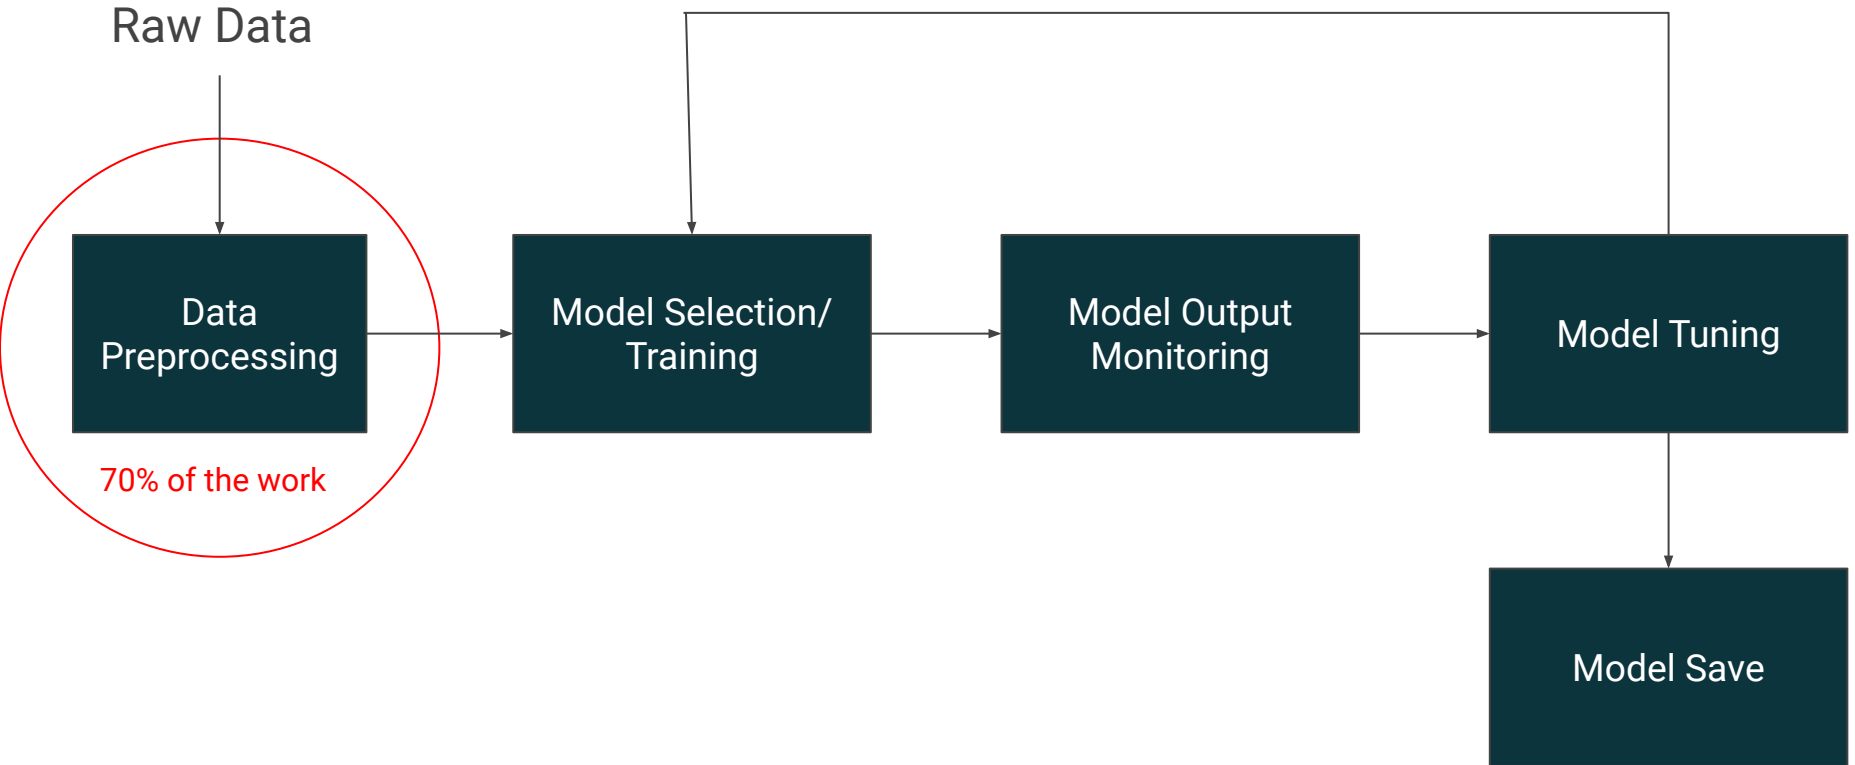 Raw Data
Data
Preprocessing
70% of the work
Model Selection/
Training
Model Output
Monitoring
Model Tuning
Model Save